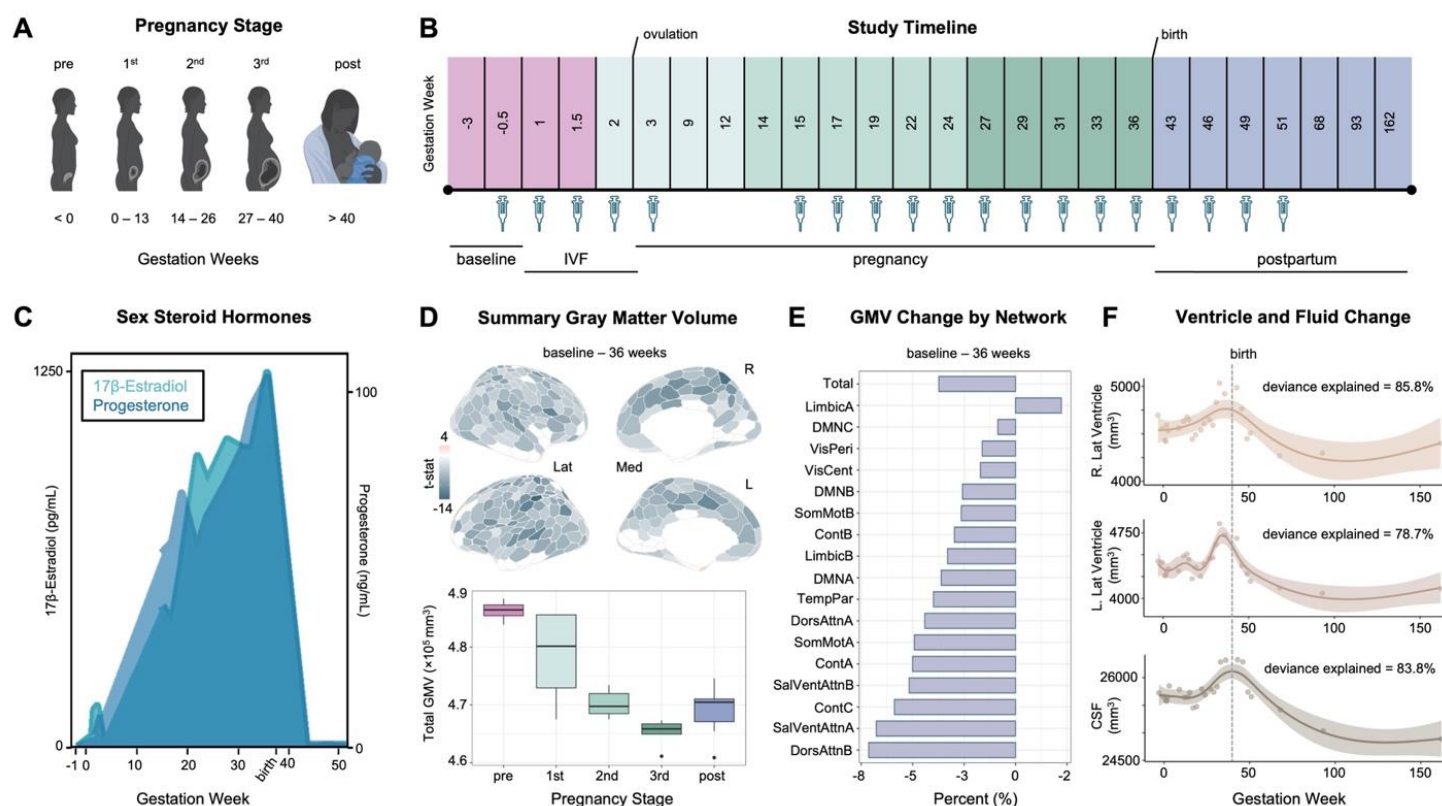 A
Pregnancy Stage
pre 1st 2nd 3rd post
< 0 0 – 13 14 – 26 27 – 40 > 40
Gestation Weeks
B
Study Timeline
ovulation
birth
Gestation Week
-3 -0.5 1 1.5 2 3 9 12 14 15 17 19 22 24 27 29 31 33 36 43 46 49 51 68 93 162
baseline IVF pregnancy postpartum
C
Sex Steroid Hormones
17β-Estradiol
Progesterone
17β-Estradiol (pg/mL)
1250
0
Progesterone (ng/mL)
100
0
-1 0 10 20 30 birth 40 50
Gestation Week
D
Summary Gray Matter Volume
baseline – 36 weeks
R
4
t-stat
-14
Lat Med
L
Total GMV (×10⁵ mm³)
4.9
4.8
4.7
4.6
pre 1st 2nd 3rd post
Pregnancy Stage
E
GMV Change by Network
baseline – 36 weeks
Total
LimbicA
DMNC
VisPeri
VisCent
DMNB
SomMotB
ContB
LimbicB
DMNA
TempPar
DorsAttnA
SomMotA
ContA
SalVentAttnB
ContC
SalVentAttnA
DorsAttnB
-8 -5 -3 0 -2
Percent (%)
F
Ventricle and Fluid Change
birth
R. Lat Ventricle
(mm³)
5000
4000
deviance explained = 85.8%
0 50 100 150
L. Lat Ventricle
(mm³)
4750
4000
deviance explained = 78.7%
0 50 100 150
CSF
(mm³)
26000
24500
deviance explained = 83.8%
0 50 100 150
Gestation Week